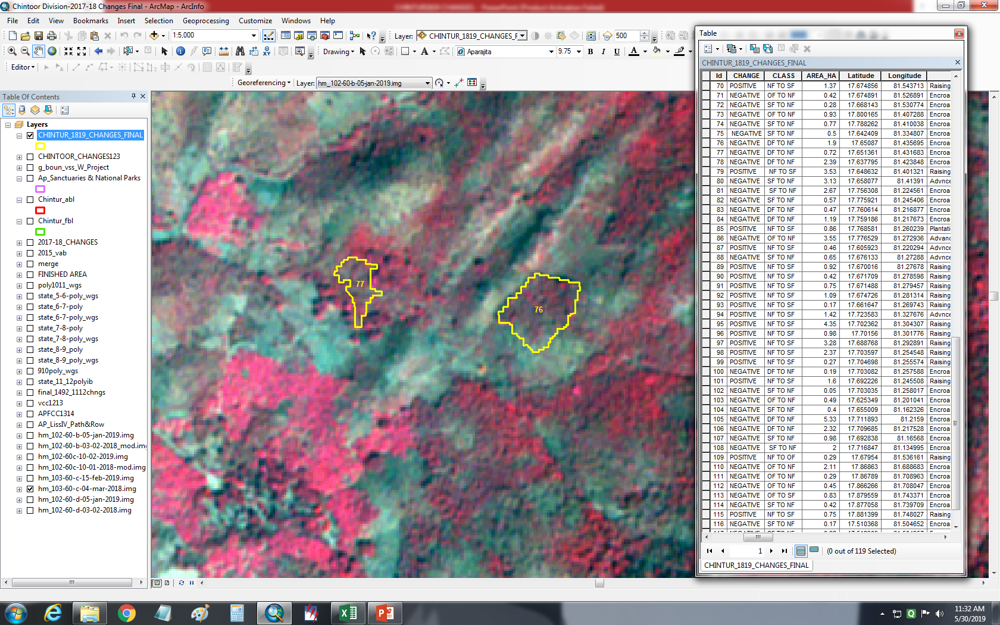 Chintoor Division-2017-18 Changes Final - ArcMap - ArcInfo
File Edit View Bookmarks Insert Selection Geoprocessing Customize Windows Help
1:5,000
Layer: CHINTUR_1819_CHANGES_F
500
Drawing
Aparajita
9.75
B I U A
Editor
Georeferencing Layer: hm_102-60-b-05-jan-2019.img
Table Of Contents
Layers
CHINTUR_1819_CHANGES_FINAL
CHINTOOR_CHANGES123
g_boun_vss_W_Project
Ap_Sanctuaries & National Parks
Chintur_abl
Chintur_fbl
2017-18_CHANGES
2015_vab
merge
FINISHED AREA
poly1011_wgs
state_5-6-poly_wgs
state_6-7-poly
state_6-7-poly_wgs
state_7-8-poly
state_7-8-poly_wgs
state_8-9_poly
state_8-9_poly_wgs
910poly_wgs
state_11_12polyib
final_1492_1112chngs
vcc1213
APFCC1314
AP_LissIV_Path&Row
hm_102-60-b-05-jan-2019.img
hm_102-60-b-03-02-2018_mod.im
hm_102-60c-10-02-2019.img
hm_102-60c-10-01-2018-mod.img
hm_103-60-c-15-feb-2019.img
hm_103-60-c-04-mar-2018.img
hm_102-60-d-05-jan-2019.img
hm_102-60-d-03-02-2018.img
77
76
Table
CHINTUR_1819_CHANGES_FINAL
Id CHANGE CLASS AREA_HA Latitude Longitude
70 POSITIVE NF TO SF 1.37 17.674856 81.543713 Raising
71 NEGATIVE OF TO NF 0.42 17.674891 81.526891 Encroa
72 NEGATIVE SF TO NF 0.28 17.668143 81.530774 Encroa
73 NEGATIVE OF TO NF 0.93 17.800165 81.407288 Encroa
74 NEGATIVE SF TO NF 0.77 17.788262 81.410038 Encroa
75 NEGATIVE SF TO NF 0.5 17.642409 81.334807 Encroa
76 NEGATIVE DF TO NF 1.9 17.65087 81.435695 Encroa
77 NEGATIVE DF TO NF 0.72 17.651361 81.431683 Encroa
78 NEGATIVE DF TO NF 2.39 17.637795 81.423848 Encroa
79 POSITIVE NF TO SF 3.53 17.648632 81.401321 Raising
80 NEGATIVE SF TO NF 3.13 17.658077 81.41391 Advnce
81 NEGATIVE SF TO NF 2.67 17.756308 81.224561 Encroa
82 NEGATIVE SF TO NF 0.57 17.775921 81.245406 Encroa
83 NEGATIVE DF TO NF 0.47 17.760614 81.216877 Encroa
84 NEGATIVE DF TO NF 1.19 17.759186 81.217673 Encroa
85 POSITIVE NF TO SF 0.86 17.768581 81.260239 Plantati
86 NEGATIVE OF TO NF 3.55 17.776529 81.272936 Advanc
87 POSITIVE NF TO SF 0.46 17.605923 81.220294 Advance
88 NEGATIVE SF TO NF 0.65 17.676133 81.27288 Advnce
89 POSITIVE NF TO SF 0.92 17.670016 81.27678 Raising
90 POSITIVE NF TO SF 0.42 17.671709 81.278598 Raising
91 POSITIVE NF TO SF 0.75 17.671488 81.279457 Raising
92 POSITIVE NF TO SF 1.09 17.674726 81.281314 Raising
93 POSITIVE NF TO SF 0.17 17.661647 81.269743 Raising
94 POSITIVE NF TO SF 1.42 17.723583 81.327676 Advnce
95 POSITIVE NF TO SF 4.35 17.702362 81.304307 Raising
96 POSITIVE NF TO SF 0.98 17.70156 81.301776 Raising
97 POSITIVE NF TO SF 3.28 17.688768 81.292891 Raising
98 POSITIVE NF TO SF 2.37 17.703597 81.254548 Raising
99 POSITIVE NF TO SF 0.27 17.704698 81.255574 Raising
100 NEGATIVE DF TO NF 0.19 17.703082 81.257588 Encroa
101 POSITIVE NF TO SF 1.6 17.692226 81.245508 Raising
102 NEGATIVE SF TO NF 0.05 17.703035 81.258017 Encroa
103 NEGATIVE OF TO NF 0.49 17.625349 81.201041 Encroa
104 NEGATIVE SF TO NF 0.4 17.655009 81.162326 Encroa
105 NEGATIVE DF TO NF 5.33 17.711893 81.2159 Encroa
106 NEGATIVE DF TO NF 2.32 17.709685 81.217528 Encroa
107 NEGATIVE SF TO NF 0.98 17.692838 81.16568 Encroa
108 NEGATIVE SF TO NF 2 17.716847 81.134995 Encroa
109 POSITIVE NF TO OF 0.29 17.67954 81.536161 Raising
110 NEGATIVE OF TO NF 2.11 17.86863 81.688683 Encroa
111 NEGATIVE OF TO NF 0.29 17.86789 81.708963 Encroa
112 NEGATIVE OF TO NF 0.45 17.866266 81.708047 Encroa
113 NEGATIVE OF TO SF 0.83 17.879559 81.743371 Encroa
114 NEGATIVE SF TO NF 0.42 17.877058 81.739709 Encroa
115 POSITIVE NF TO SF 0.75 17.881399 81.748027 Raising
116 NEGATIVE SF TO NF 0.17 17.510368 81.504652 Encroa
1 (0 out of 119 Selected)
CHINTUR_1819_CHANGES_FINAL
11:32 AM
5/30/2019